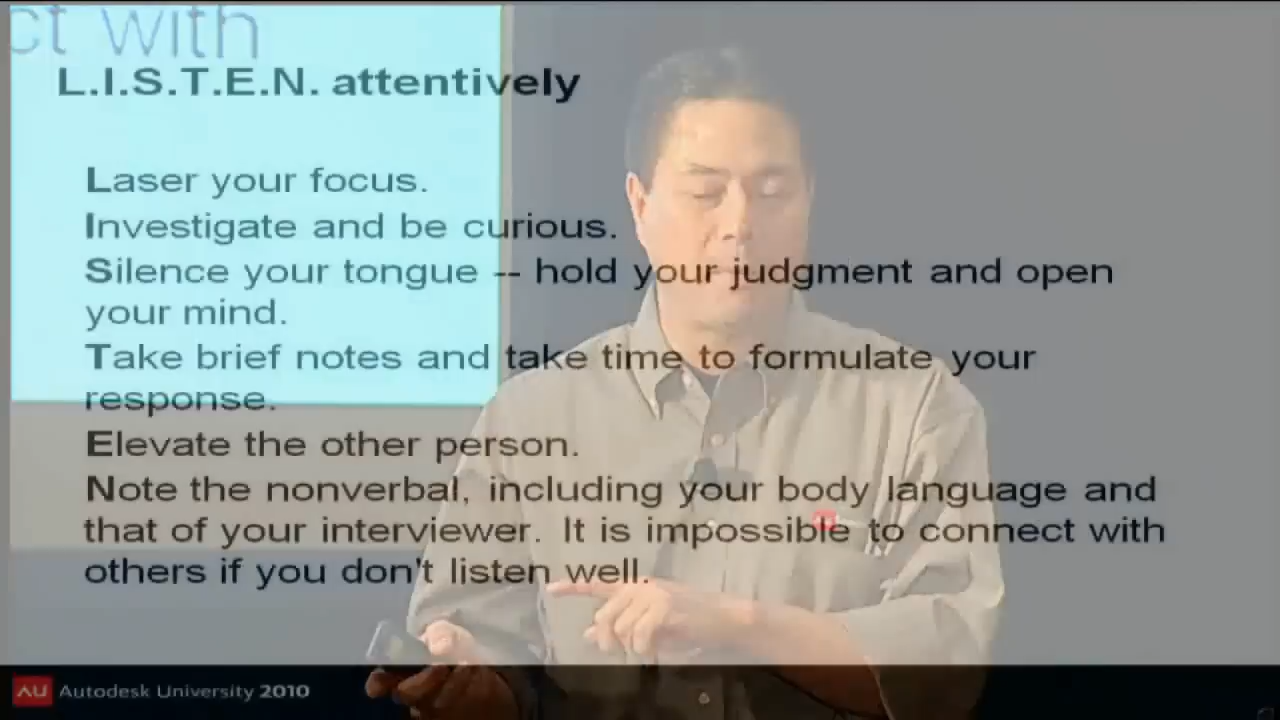 ct with
L.I.S.T.E.N. attentively
Laser your focus.
Investigate and be curious.
Silence your tongue -- hold your judgment and open
your mind.
Take brief notes and take time to formulate your
response.
Elevate the other person.
Note the nonverbal, including your body language and
that of your interviewer. It is impossible to connect with
others if you don't listen well.
AU Autodesk University 2010